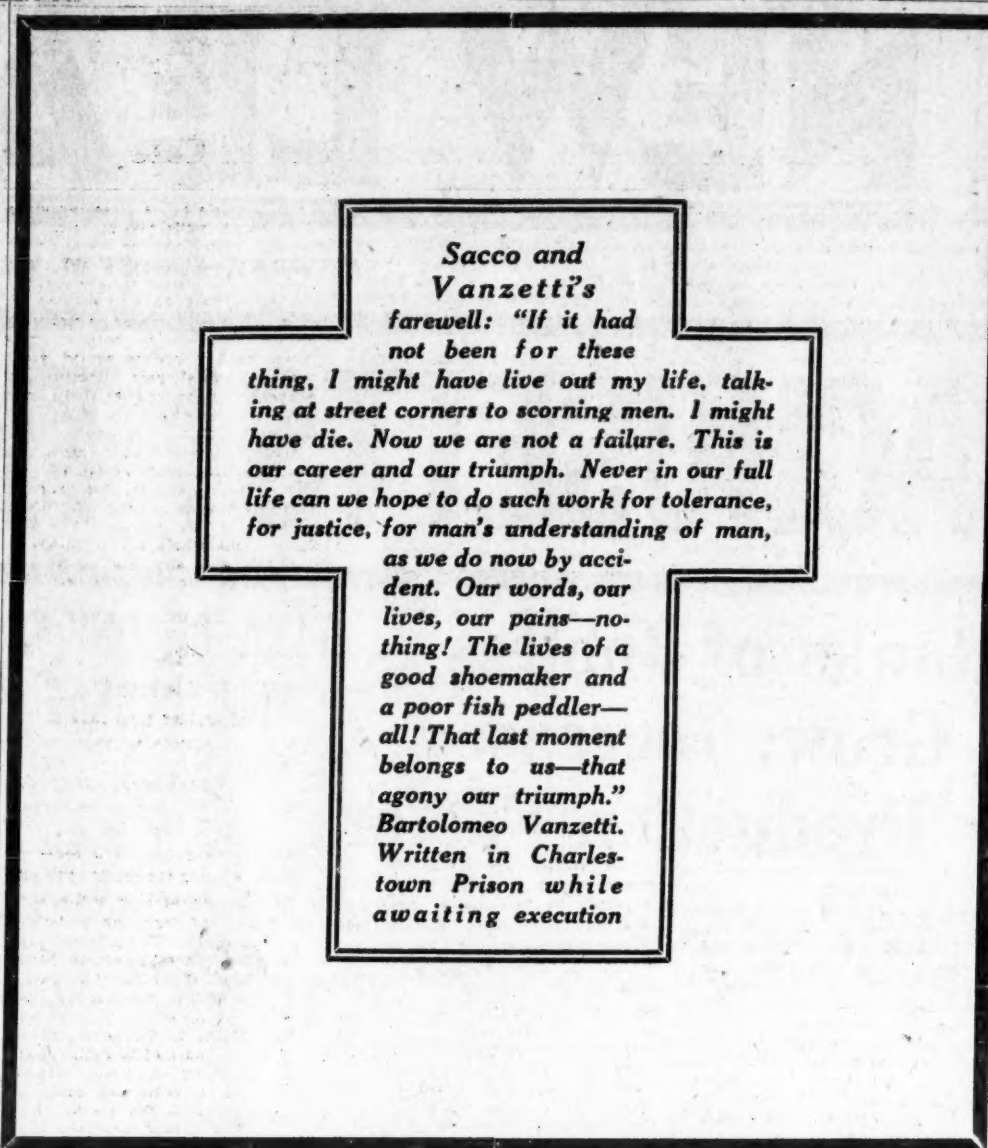 Sacco and
Vanzetti's
farewell: “If it had
not been for these
thing, I might have live out my life, talk-
ing at street corners to scorning men. I might
have die. Now we are not a failure. This is
our career and our triumph. Never in our full
life can we hope to do such work for tolerance,
for justice, for man's understanding of man,
as we do now by acci-
dent. Our words, our
lives, our pains—no-
thing! The lives of a
good shoemaker and
a poor fish peddler—
all! That last moment
belongs to us—that
agony our triumph.”
Bartolomeo Vanzetti.
Written in Charles-
town Prison while
awaiting execution